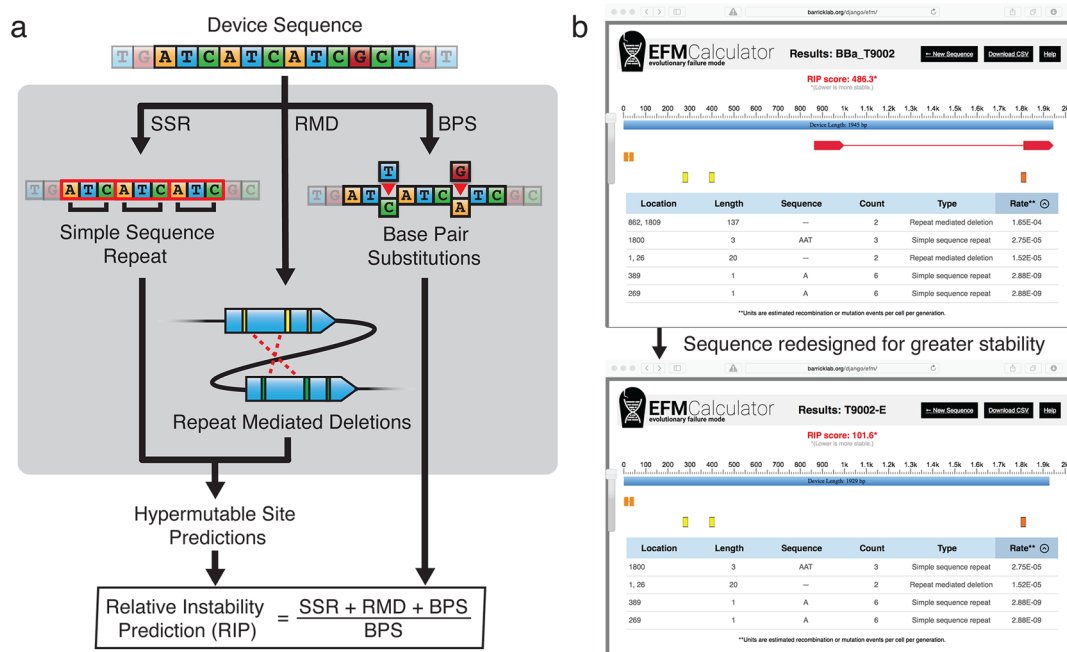 a
Device Sequence
T G A T C A T C A T C G C T G T
SSR
RMD
BPS
T G A T C A T C A T C G C
T G
T G A T C A T C A T C G C
C A
Simple Sequence
Repeat
Base Pair
Substitutions
Repeat Mediated Deletions
Hypermutable Site
Predictions
Relative Instability
Prediction (RIP) = SSR + RMD + BPS
BPS
b
barricklab.org/django/efm/
EFMCalculator
evolutionary failure mode
Results: BBa_T9002
← New Sequence
Download CSV
Help
RIP score: 486.3*
*(Lower is more stable.)
0 100 200 300 400 500 600 700 800 900 1k 1.1k 1.2k 1.3k 1.4k 1.5k 1.6k 1.7k 1.8k 1.9k 2k
Device Length: 1945 bp
Location Length Sequence Count Type Rate**
862, 1809 137 — 2 Repeat mediated deletion 1.65E-04
1800 3 AAT 3 Simple sequence repeat 2.75E-05
1, 26 20 — 2 Repeat mediated deletion 1.52E-05
389 1 A 6 Simple sequence repeat 2.88E-09
269 1 A 6 Simple sequence repeat 2.88E-09
**Units are estimated recombination or mutation events per cell per generation.
Sequence redesigned for greater stability
barricklab.org/django/efm/
EFMCalculator
evolutionary failure mode
Results: T9002-E
← New Sequence
Download CSV
Help
RIP score: 101.6*
*(Lower is more stable.)
0 100 200 300 400 500 600 700 800 900 1k 1.1k 1.2k 1.3k 1.4k 1.5k 1.6k 1.7k 1.8k 1.9k 2k
Device Length: 1929 bp
Location Length Sequence Count Type Rate**
1800 3 AAT 3 Simple sequence repeat 2.75E-05
1, 26 20 — 2 Repeat mediated deletion 1.52E-05
389 1 A 6 Simple sequence repeat 2.88E-09
269 1 A 6 Simple sequence repeat 2.88E-09
**Units are estimated recombination or mutation events per cell per generation.